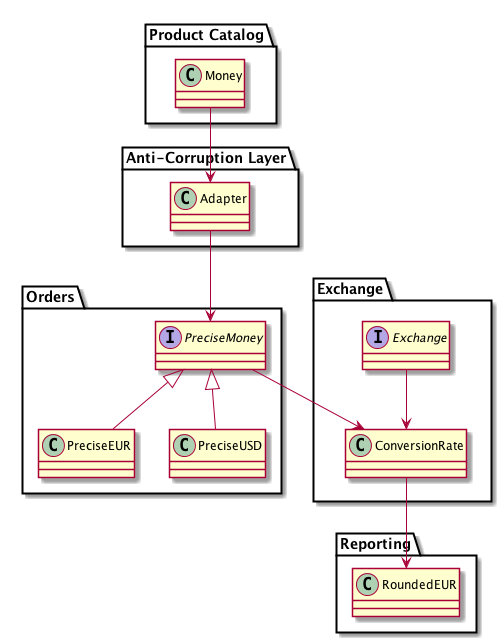 Product Catalog
C Money
Anti-Corruption Layer
C Adapter
Orders
I PreciseMoney
C PreciseEUR
C PreciseUSD
Exchange
I Exchange
C ConversionRate
Reporting
C RoundedEUR